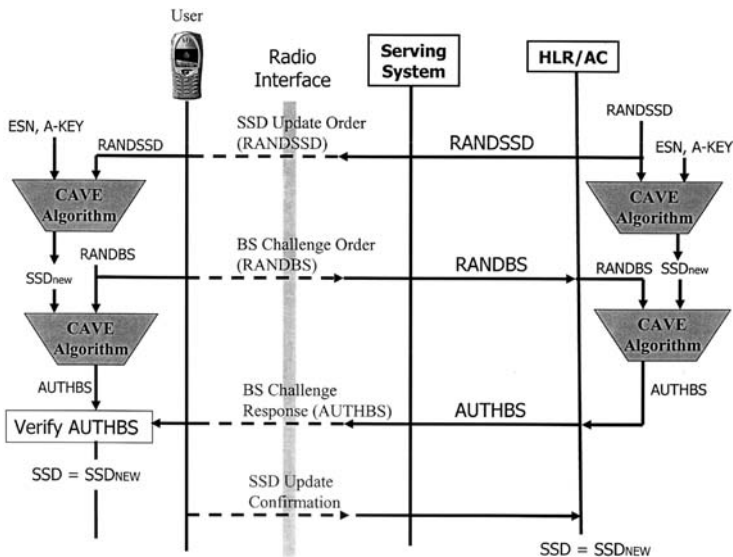 User
Radio
Interface
Serving
System
HLR/AC
RANDSSD
ESN, A-KEY
RANDSSD
SSD Update Order
(RANDSSD)
RANDSSD
ESN, A-KEY
CAVE
Algorithm
CAVE
Algorithm
RANDBS
SSDnew
BS Challenge Order
(RANDBS)
RANDBS
RANDBS
SSDnew
CAVE
Algorithm
CAVE
Algorithm
AUTHBS
BS Challenge
Response (AUTHBS)
AUTHBS
AUTHBS
Verify AUTHBS
SSD = SSDNEW
SSD Update
Confirmation
SSD = SSDNEW